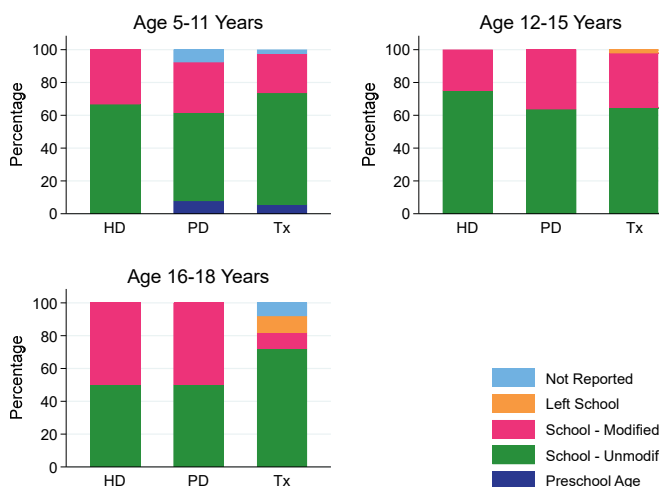 Age 5-11 Years
Percentage
100
80
60
40
20
0
HD PD Tx
Age 12-15 Years
Percentage
100
80
60
40
20
0
HD PD Tx
Age 16-18 Years
Percentage
100
80
60
40
20
0
HD PD Tx
Not Reported
Left School
School - Modified
School - Unmodif
Preschool Age